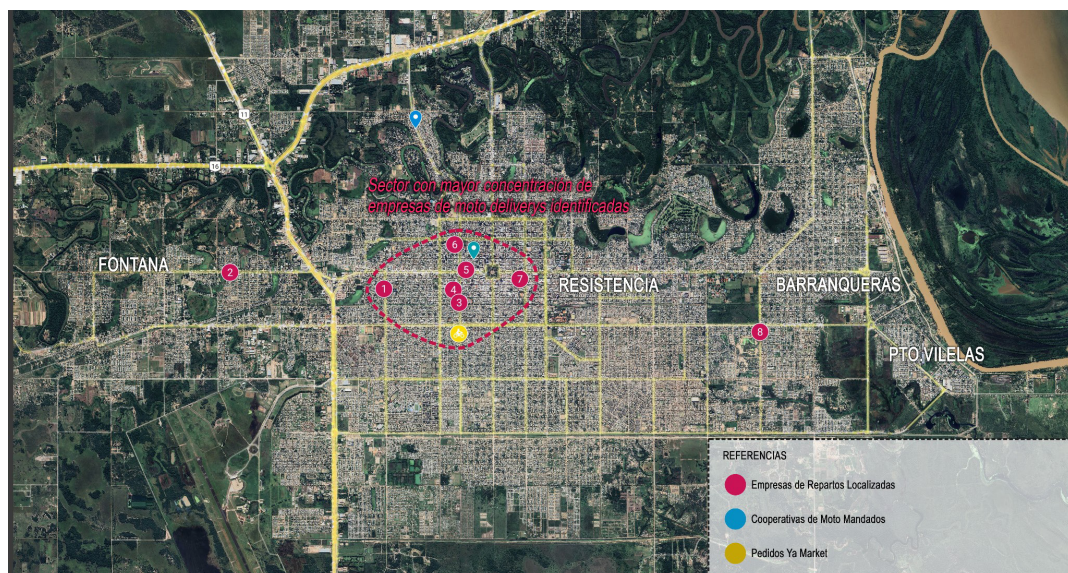 11
16
Sector con mayor concentración de
empresas de moto deliverys identificadas
6
FONTANA
2
5
7
1
4
RESISTENCIA
BARRANQUERAS
3
8
PTO.VILELAS
REFERENCIAS
Empresas de Repartos Localizadas
Cooperativas de Moto Mandados
Pedidos Ya Market